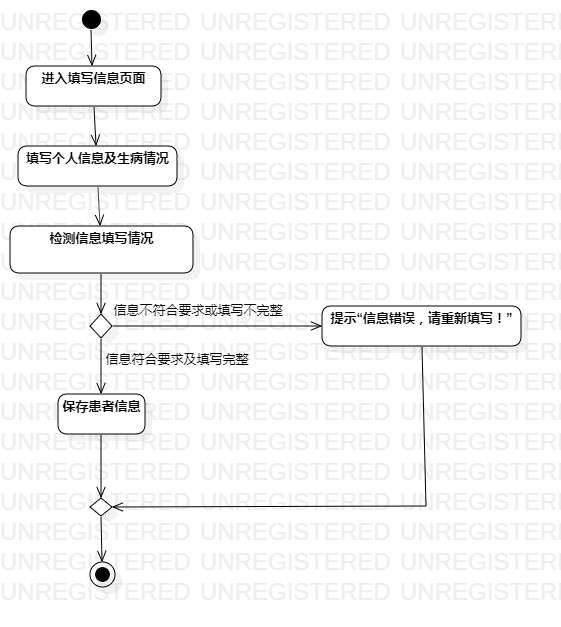 UNREGISTERED UNREGISTERED UNREGISTERED
进入填写信息页面
填写个人信息及生病情况
检测信息填写情况
信息不符合要求或填写不完整
提示“信息错误，请重新填写！”
信息符合要求及填写完整
保存患者信息